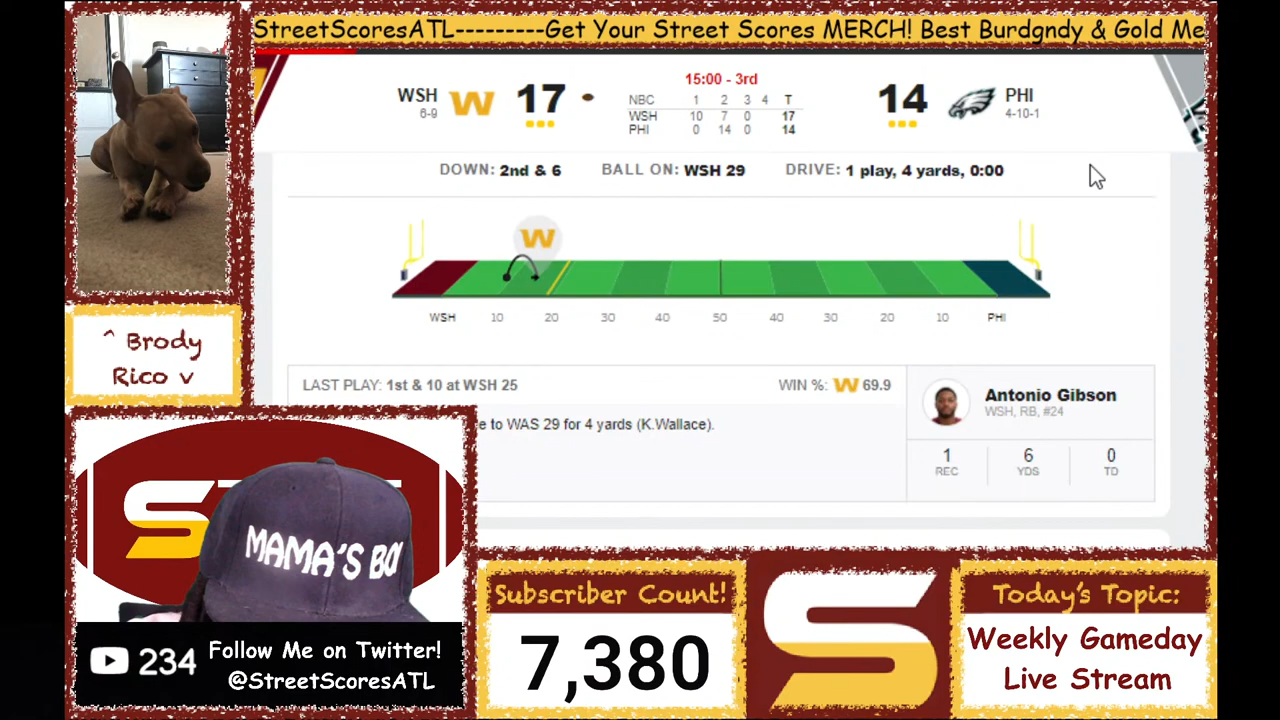 StreetScoresATL---------Get Your Street Scores MERCH! Best Burdgndy & Gold Me
WSH
6-9
W
17
15:00 - 3rd
NBC 1 2 3 4 T
WSH 10 7 0 17
PHI 0 14 0 14
14
PHI
4-10-1
DOWN: 2nd & 6
BALL ON: WSH 29
DRIVE: 1 play, 4 yards, 0:00
W
WSH 10 20 30 40 50 40 30 20 10 PHI
^ Brody
Rico v
LAST PLAY: 1st & 10 at WSH 25
WIN %: W 69.9
e to WAS 29 for 4 yards (K.Wallace).
Antonio Gibson
WSH, RB, #24
1 6 0
REC YDS TD
S
MAMA'S BO
234
Follow Me on Twitter!
@StreetScoresATL
Subscriber Count!
7,380
S
Today's Topic:
Weekly Gameday
Live Stream